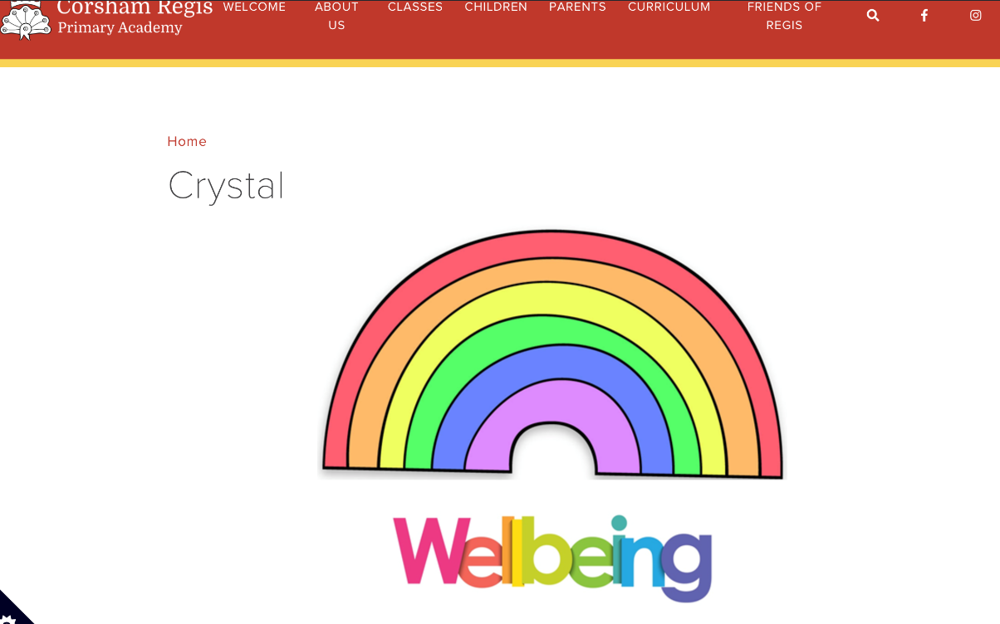 Corsham Regis
Primary Academy
WELCOME
ABOUT
US
CLASSES
CHILDREN
PARENTS
CURRICULUM
FRIENDS OF
REGIS
Home
Crystal
Wellbeing